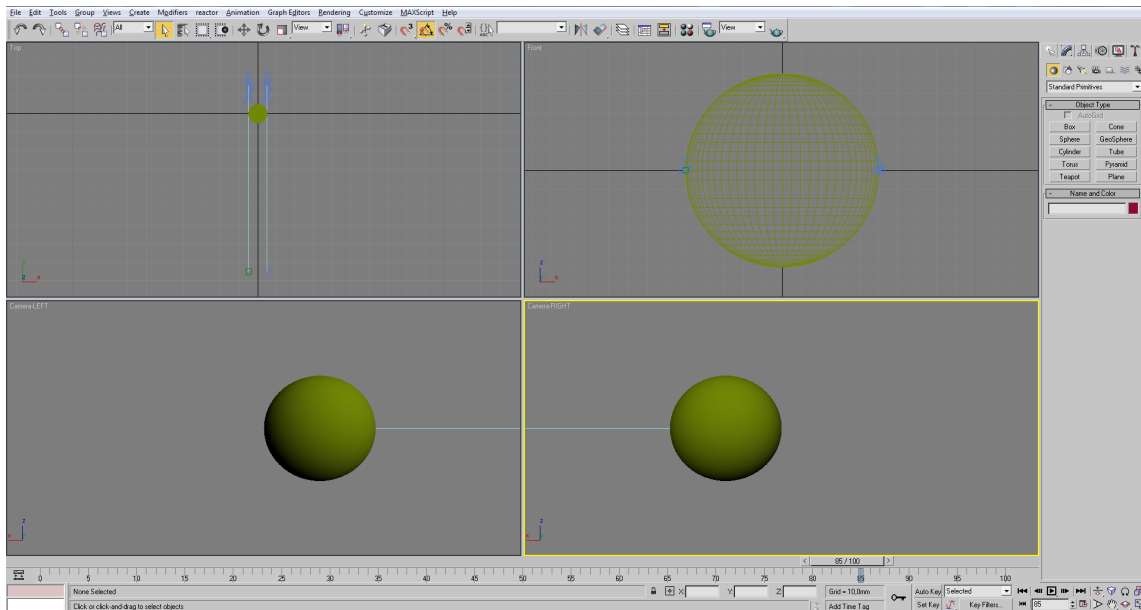 File Edit Tools Group Views Create Modifiers reactor Animation Graph Editors Rendering Customize MAXScript Help
All View View
Top Front
Standard Primitives
- Object Type
AutoGrid
Box Cone
Sphere GeoSphere
Cylinder Tube
Torus Pyramid
Teapot Plane
- Name and Color
y
z x
z
x
Camera-LEFT Camera-RIGHT
z z
x x
< 85 / 100 >
0 5 10 15 20 25 30 35 40 45 50 55 60 65 70 75 80 85 90 95 100
None Selected X: Y: Z: Grid = 10,0mm Auto Key Selected
Click or click-and-drag to select objects Add Time Tag Set Key Key Filters... 85